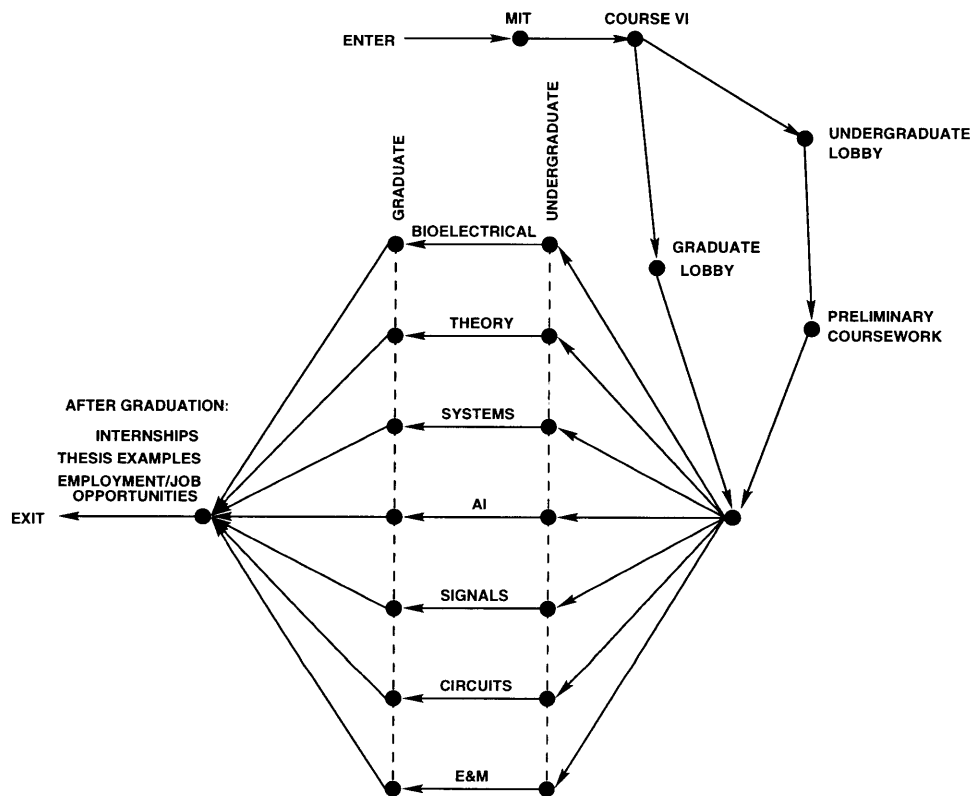 MIT
COURSE VI
ENTER
UNDERGRADUATE
LOBBY
GRADUATE
UNDERGRADUATE
BIOELECTRICAL
GRADUATE
LOBBY
THEORY
PRELIMINARY
COURSEWORK
AFTER GRADUATION:
INTERNSHIPS
THESIS EXAMPLES
EMPLOYMENT/JOB
OPPORTUNITIES
SYSTEMS
EXIT
AI
SIGNALS
CIRCUITS
E&M